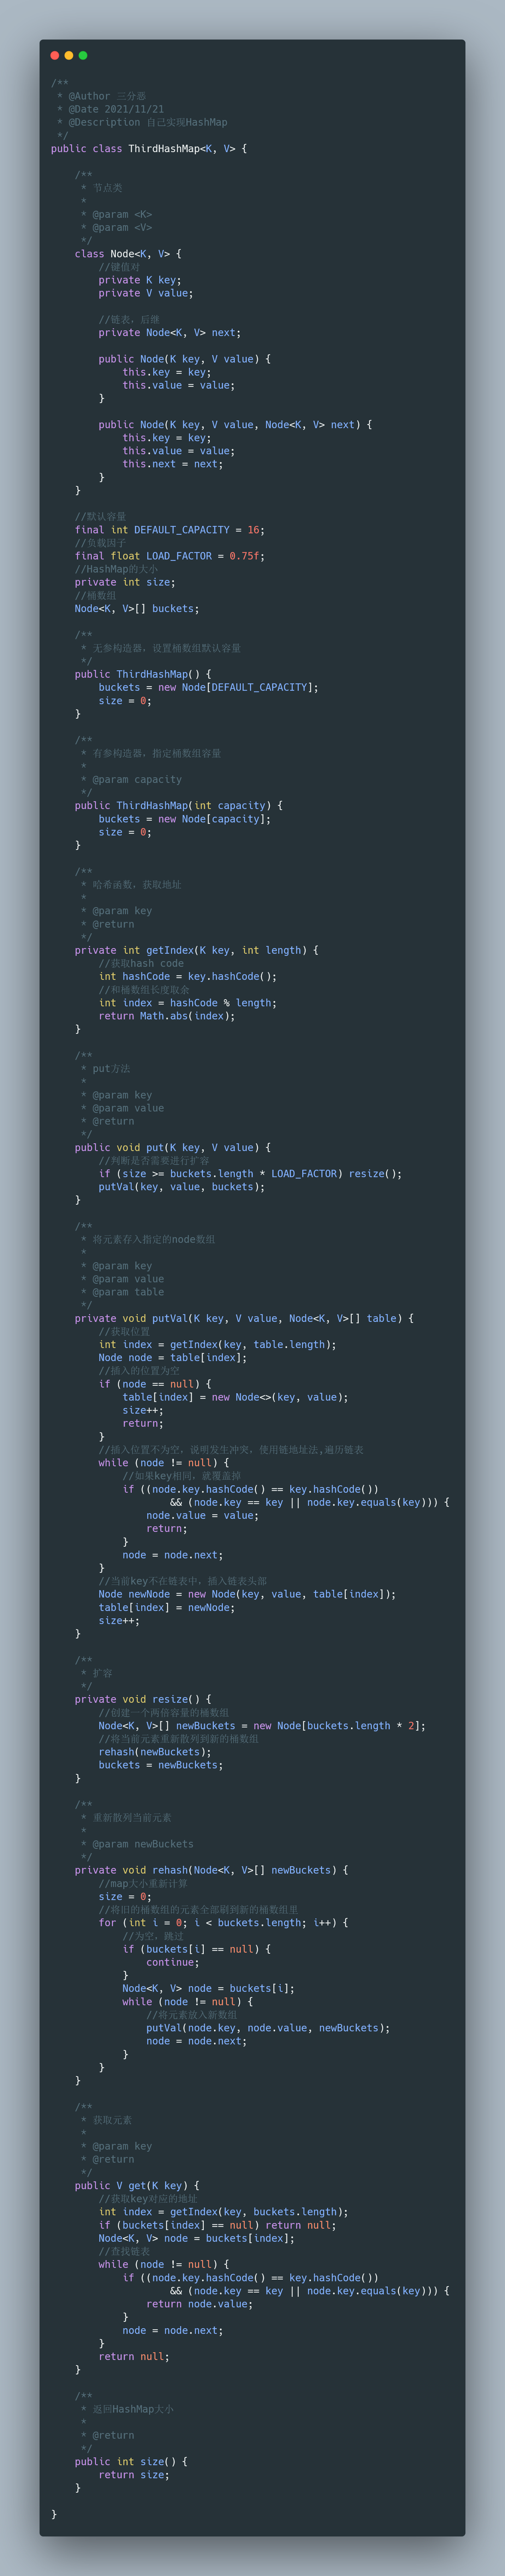 /**
 * @Author 三分恶
 * @Date 2021/11/21
 * @Description 自己实现HashMap
 */
public class ThirdHashMap<K, V> {

    /**
     * 节点类
     *
     * @param <K>
     * @param <V>
     */
    class Node<K, V> {
        //键值对
        private K key;
        private V value;

        //链表，后继
        private Node<K, V> next;

        public Node(K key, V value) {
            this.key = key;
            this.value = value;
        }

        public Node(K key, V value, Node<K, V> next) {
            this.key = key;
            this.value = value;
            this.next = next;
        }
    }

    //默认容量
    final int DEFAULT_CAPACITY = 16;
    //负载因子
    final float LOAD_FACTOR = 0.75f;
    //HashMap的大小
    private int size;
    //桶数组
    Node<K, V>[] buckets;

    /**
     * 无参构造器，设置桶数组默认容量
     */
    public ThirdHashMap() {
        buckets = new Node[DEFAULT_CAPACITY];
        size = 0;
    }

    /**
     * 有参构造器，指定桶数组容量
     *
     * @param capacity
     */
    public ThirdHashMap(int capacity) {
        buckets = new Node[capacity];
        size = 0;
    }

    /**
     * 哈希函数，获取地址
     *
     * @param key
     * @return
     */
    private int getIndex(K key, int length) {
        //获取hash code
        int hashCode = key.hashCode();
        //和桶数组长度取余
        int index = hashCode % length;
        return Math.abs(index);
    }

    /**
     * put方法
     *
     * @param key
     * @param value
     * @return
     */
    public void put(K key, V value) {
        //判断是否需要进行扩容
        if (size >= buckets.length * LOAD_FACTOR) resize();
        putVal(key, value, buckets);
    }

    /**
     * 将元素存入指定的node数组
     *
     * @param key
     * @param value
     * @param table
     */
    private void putVal(K key, V value, Node<K, V>[] table) {
        //获取位置
        int index = getIndex(key, table.length);
        Node node = table[index];
        //插入的位置为空
        if (node == null) {
            table[index] = new Node<>(key, value);
            size++;
            return;
        }
        //插入位置不为空，说明发生冲突，使用链地址法,遍历链表
        while (node != null) {
            //如果key相同，就覆盖掉
            if ((node.key.hashCode() == key.hashCode())
                    && (node.key == key || node.key.equals(key))) {
                node.value = value;
                return;
            }
            node = node.next;
        }
        //当前key不在链表中，插入链表头部
        Node newNode = new Node(key, value, table[index]);
        table[index] = newNode;
        size++;
    }

    /**
     * 扩容
     */
    private void resize() {
        //创建一个两倍容量的桶数组
        Node<K, V>[] newBuckets = new Node[buckets.length * 2];
        //将当前元素重新散列到新的桶数组
        rehash(newBuckets);
        buckets = newBuckets;
    }

    /**
     * 重新散列当前元素
     *
     * @param newBuckets
     */
    private void rehash(Node<K, V>[] newBuckets) {
        //map大小重新计算
        size = 0;
        //将旧的桶数组的元素全部刷到新的桶数组里
        for (int i = 0; i < buckets.length; i++) {
            //为空，跳过
            if (buckets[i] == null) {
                continue;
            }
            Node<K, V> node = buckets[i];
            while (node != null) {
                //将元素放入新数组
                putVal(node.key, node.value, newBuckets);
                node = node.next;
            }
        }
    }

    /**
     * 获取元素
     *
     * @param key
     * @return
     */
    public V get(K key) {
        //获取key对应的地址
        int index = getIndex(key, buckets.length);
        if (buckets[index] == null) return null;
        Node<K, V> node = buckets[index];
        //查找链表
        while (node != null) {
            if ((node.key.hashCode() == key.hashCode())
                    && (node.key == key || node.key.equals(key))) {
                return node.value;
            }
            node = node.next;
        }
        return null;
    }

    /**
     * 返回HashMap大小
     *
     * @return
     */
    public int size() {
        return size;
    }

}